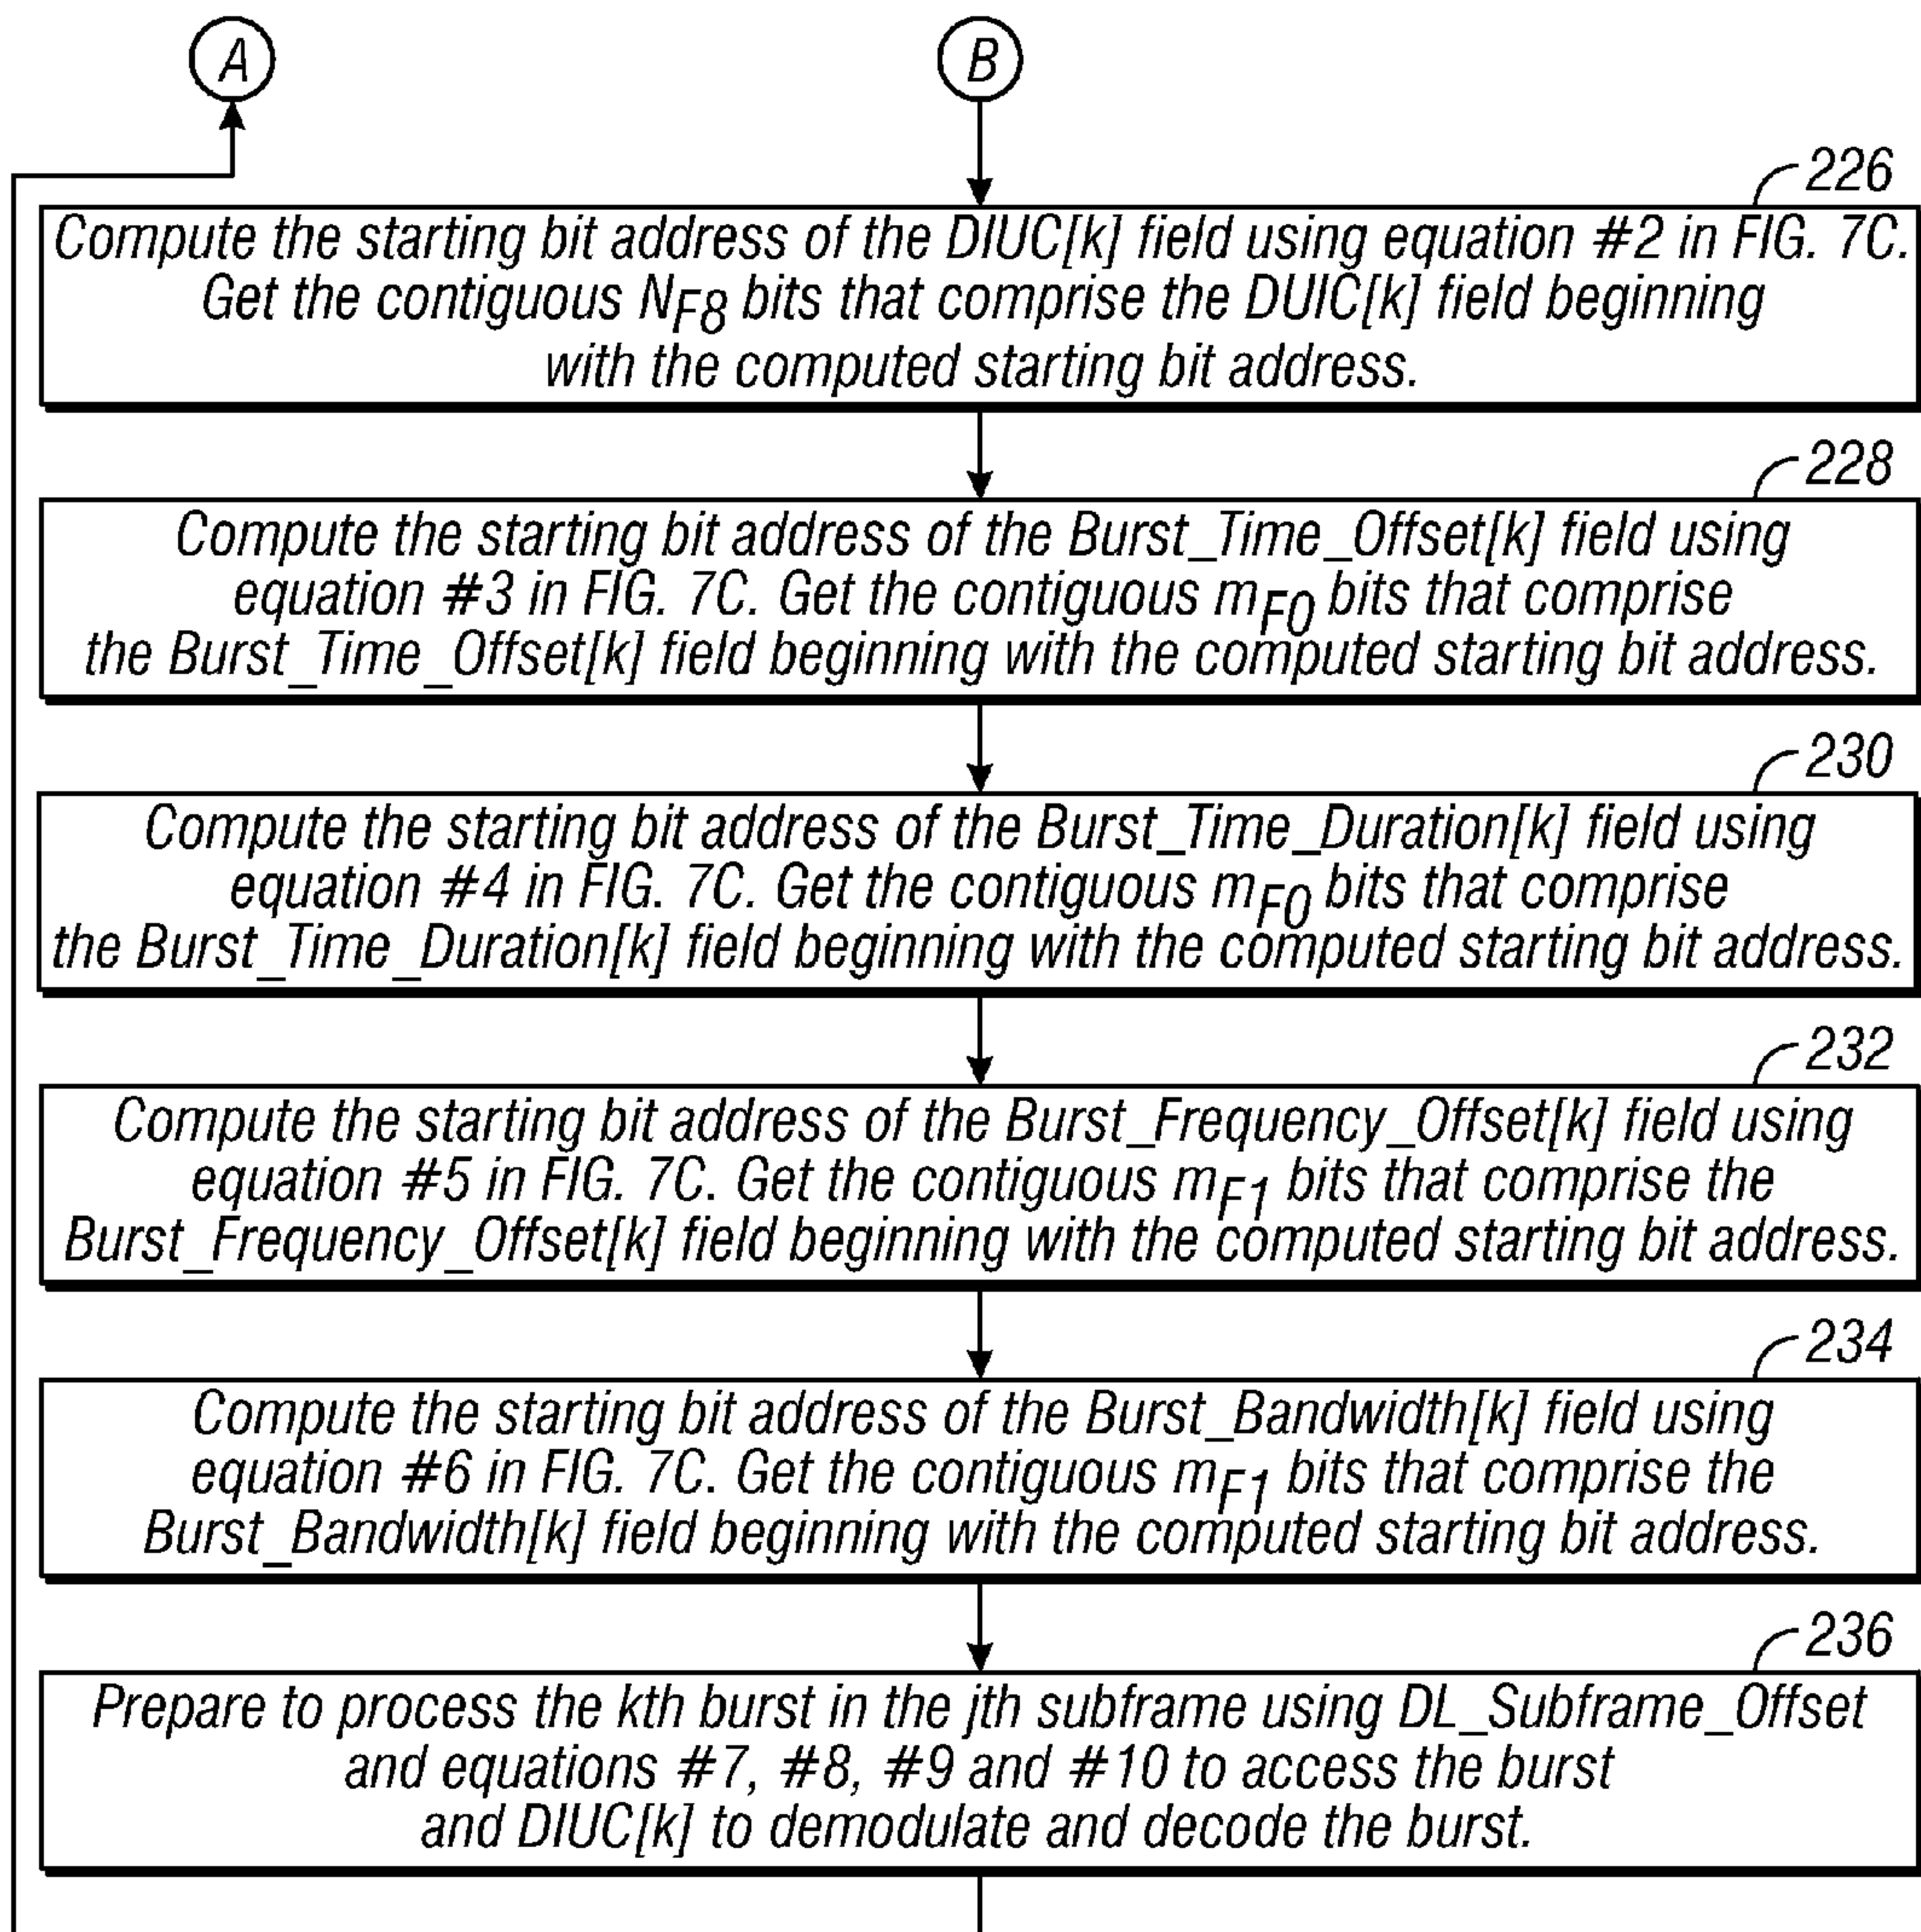 A
B
226
Compute the starting bit address of the DIUC[k] field using equation #2 in FIG. 7C.
Get the contiguous NF8 bits that comprise the DUIC[k] field beginning
with the computed starting bit address.
228
Compute the starting bit address of the Burst_Time_Offset[k] field using
equation #3 in FIG. 7C. Get the contiguous mF0 bits that comprise
the Burst_Time_Offset[k] field beginning with the computed starting bit address.
230
Compute the starting bit address of the Burst_Time_Duration[k] field using
equation #4 in FIG. 7C. Get the contiguous mF0 bits that comprise
the Burst_Time_Duration[k] field beginning with the computed starting bit address.
232
Compute the starting bit address of the Burst_Frequency_Offset[k] field using
equation #5 in FIG. 7C. Get the contiguous mF1 bits that comprise the
Burst_Frequency_Offset[k] field beginning with the computed starting bit address.
234
Compute the starting bit address of the Burst_Bandwidth[k] field using
equation #6 in FIG. 7C. Get the contiguous mF1 bits that comprise the
Burst_Bandwidth[k] field beginning with the computed starting bit address.
236
Prepare to process the kth burst in the jth subframe using DL_Subframe_Offset
and equations #7, #8, #9 and #10 to access the burst
and DIUC[k] to demodulate and decode the burst.